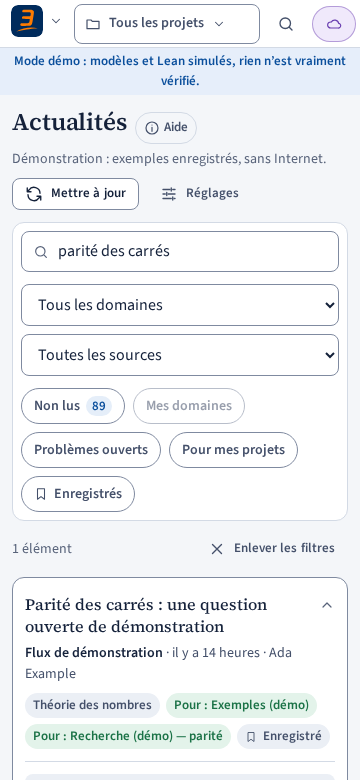 Tous les projets
Mode démo : modèles et Lean simulés, rien n’est vraiment
vérifié.
Actualités
Aide
Démonstration : exemples enregistrés, sans Internet.
Mettre à jour
Réglages
parité des carrés
Tous les domaines
Toutes les sources
Non lus 89
Mes domaines
Problèmes ouverts
Pour mes projets
Enregistrés
1 élément
Enlever les filtres
Parité des carrés : une question
ouverte de démonstration
Flux de démonstration · il y a 14 heures · Ada
Example
Théorie des nombres
Pour : Exemples (démo)
Pour : Recherche (démo) — parité
Enregistré